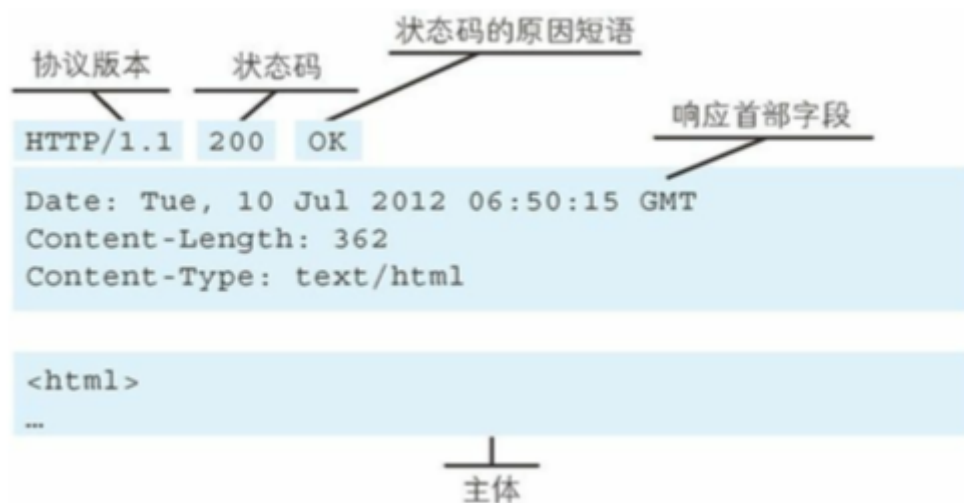 状态码的原因短语
协议版本 状态码
响应首部字段
HTTP/1.1 200 OK
Date: Tue, 10 Jul 2012 06:50:15 GMT
Content-Length: 362
Content-Type: text/html
<html>
…
主体